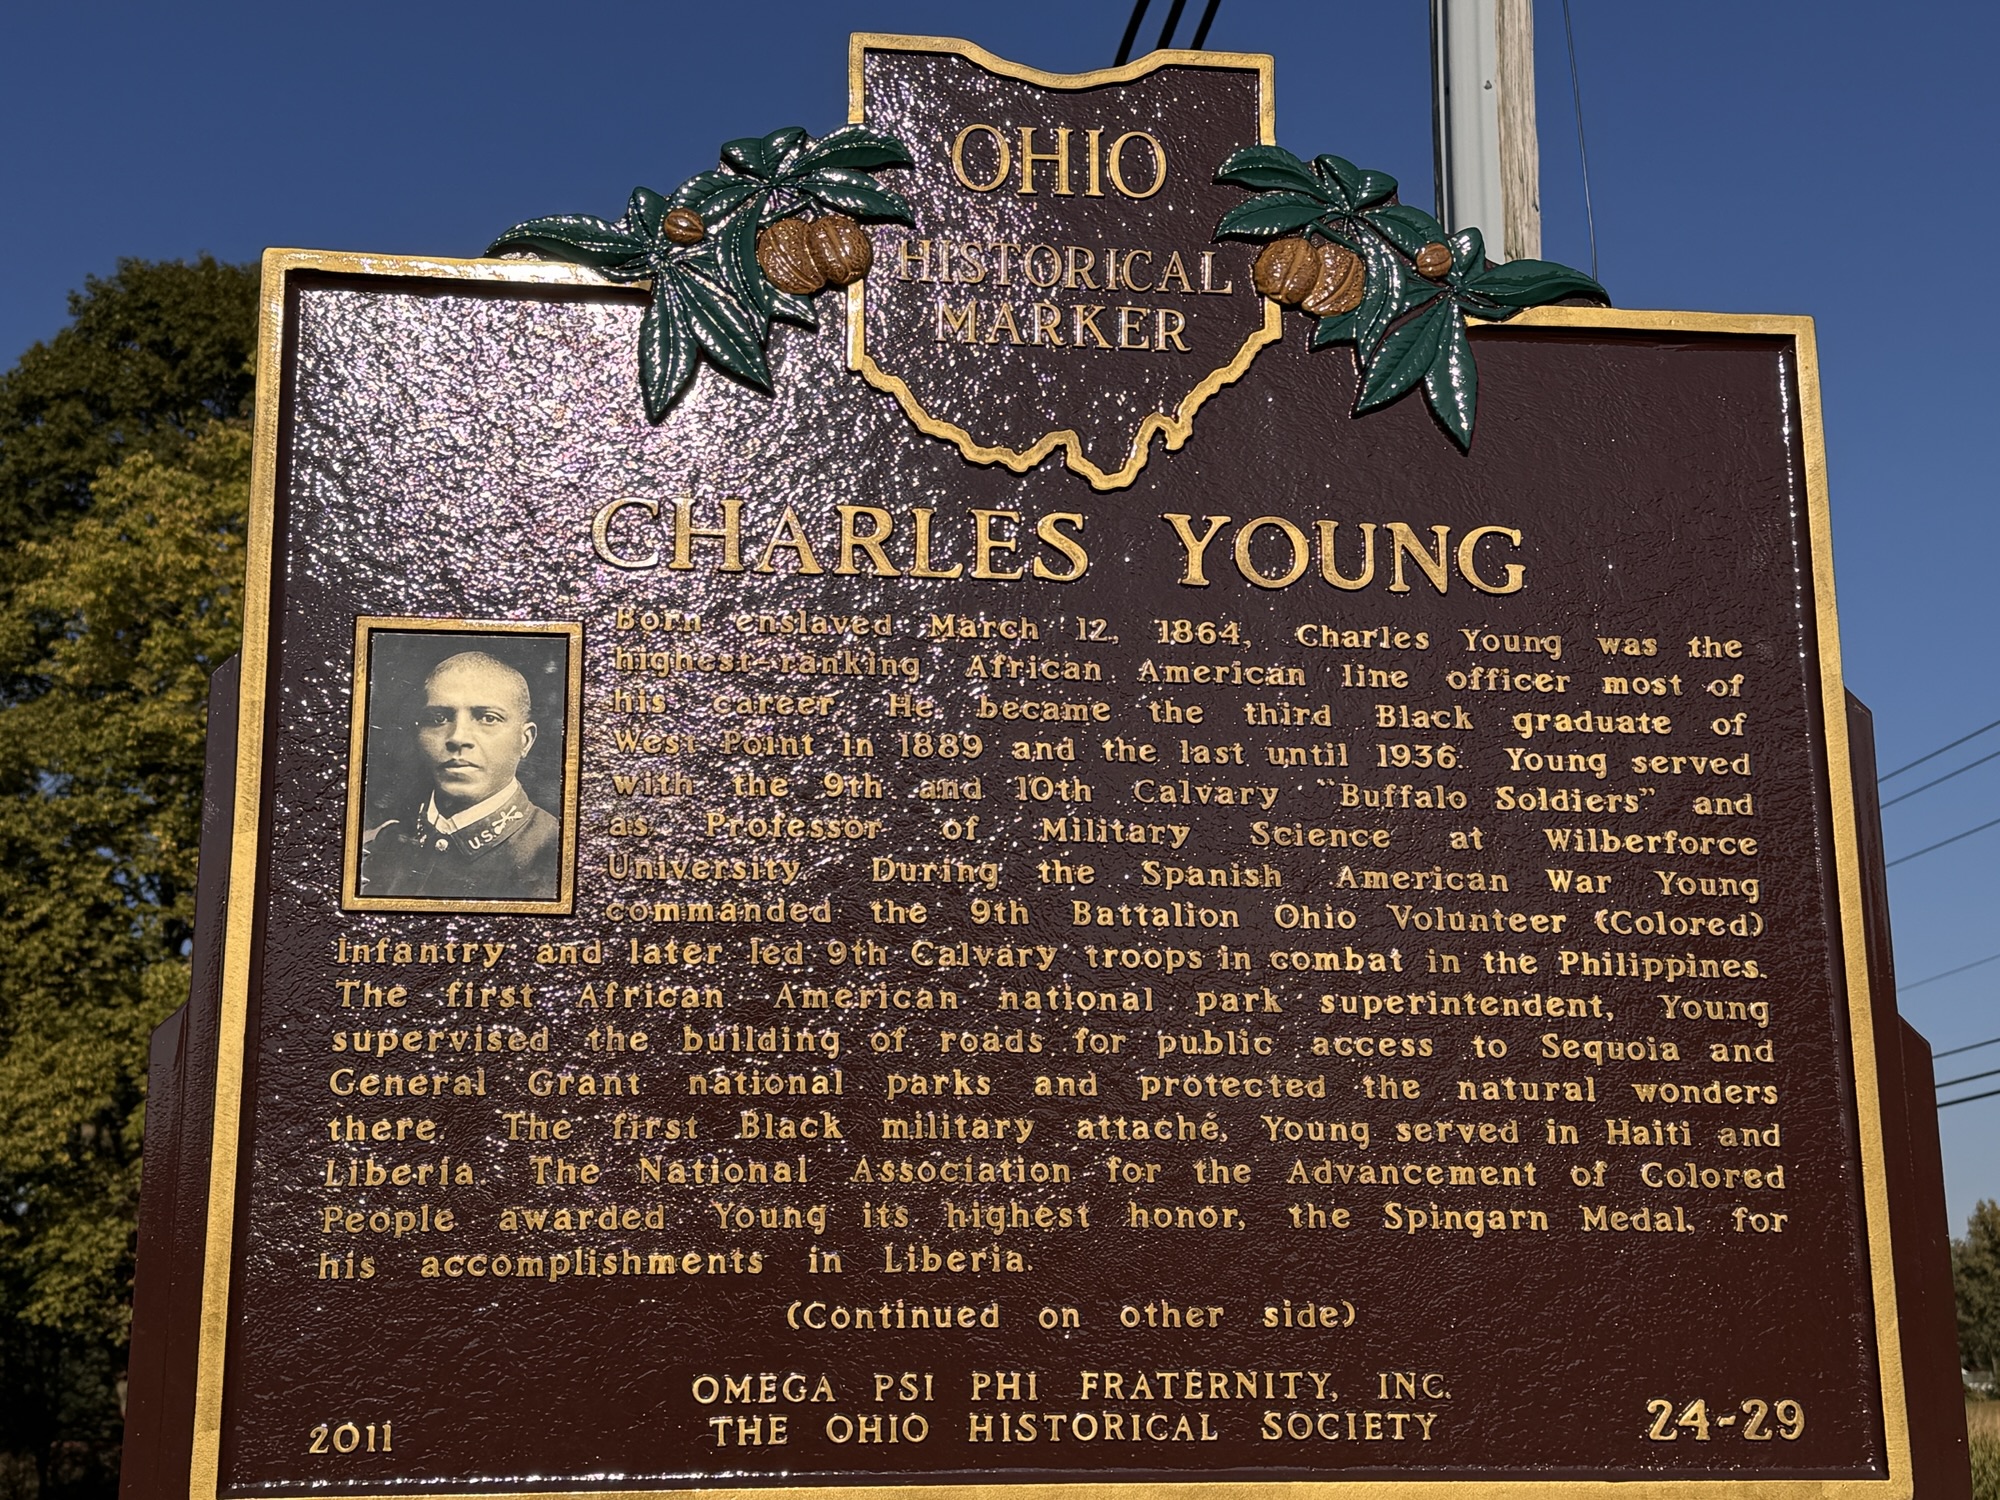 OHIO
HISTORICAL
MARKER
CHARLES YOUNG
Born enslaved March 12, 1864, Charles Young was the
highest-ranking African American line officer most of
his career. He became the third Black graduate of
West Point in 1889 and the last until 1936. Young served
with the 9th and 10th Calvary "Buffalo Soldiers" and
as Professor of Military Science at Wilberforce
University. During the Spanish American War Young
commanded the 9th Battalion Ohio Volunteer (Colored)
Infantry and later led 9th Calvary troops in combat in the Philippines.
The first African American national park superintendent, Young
supervised the building of roads for public access to Sequoia and
General Grant national parks and protected the natural wonders
there. The first Black military attaché, Young served in Haiti and
Liberia. The National Association for the Advancement of Colored
People awarded Young its highest honor, the Spingarn Medal, for
his accomplishments in Liberia.
(Continued on other side)
OMEGA PSI PHI FRATERNITY, INC.
THE OHIO HISTORICAL SOCIETY
2011
24-29
U.S.